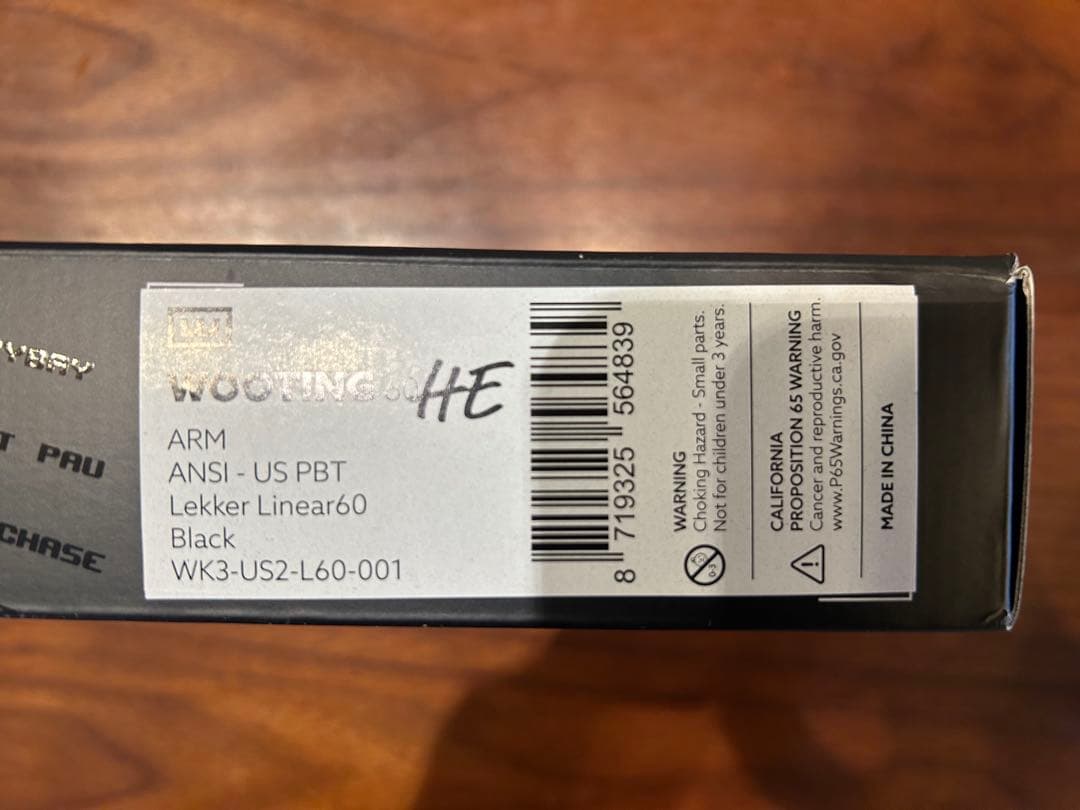 PAU
CHASE
WOOTING 60HE
ARM
ANSI - US PBT
Lekker Linear60
Black
WK3-US2-L60-001
8 719325 564839
WARNING
Choking Hazard - Small parts.
Not for children under 3 years.
0-3
CALIFORNIA
PROPOSITION 65 WARNING
Cancer and reproductive harm.
www.P65Warnings.ca.gov
MADE IN CHINA